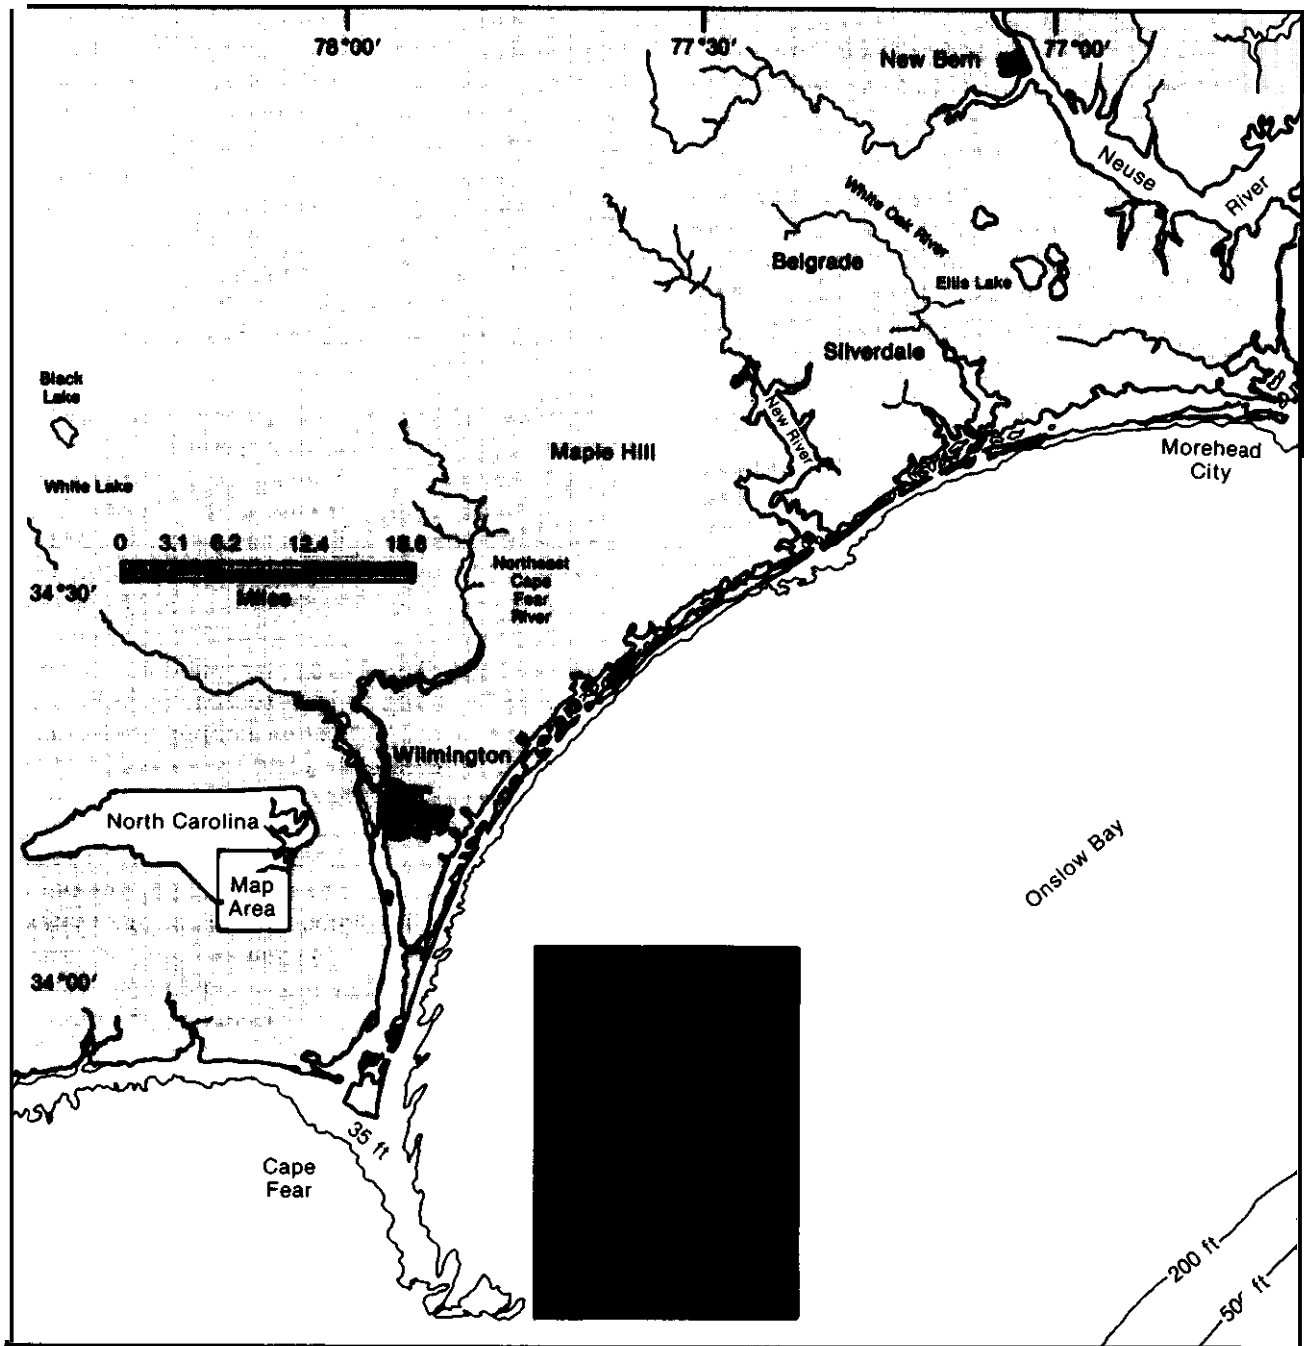 78°00′
77°30′
77°00′
New Bern
Neuse
River
White Oak River
Belgrade
Ellis Lake
Silverdale
Black
Lake
New River
Maple Hill
Morehead
City
White Lake
0 3.1 6.2 12.4 18.6
Miles
34°30′
Northeast
Cape
Fear
River
Wilmington
North Carolina
Map
Area
Onslow Bay
34°00′
35 ft
Cape
Fear
200 ft
500 ft